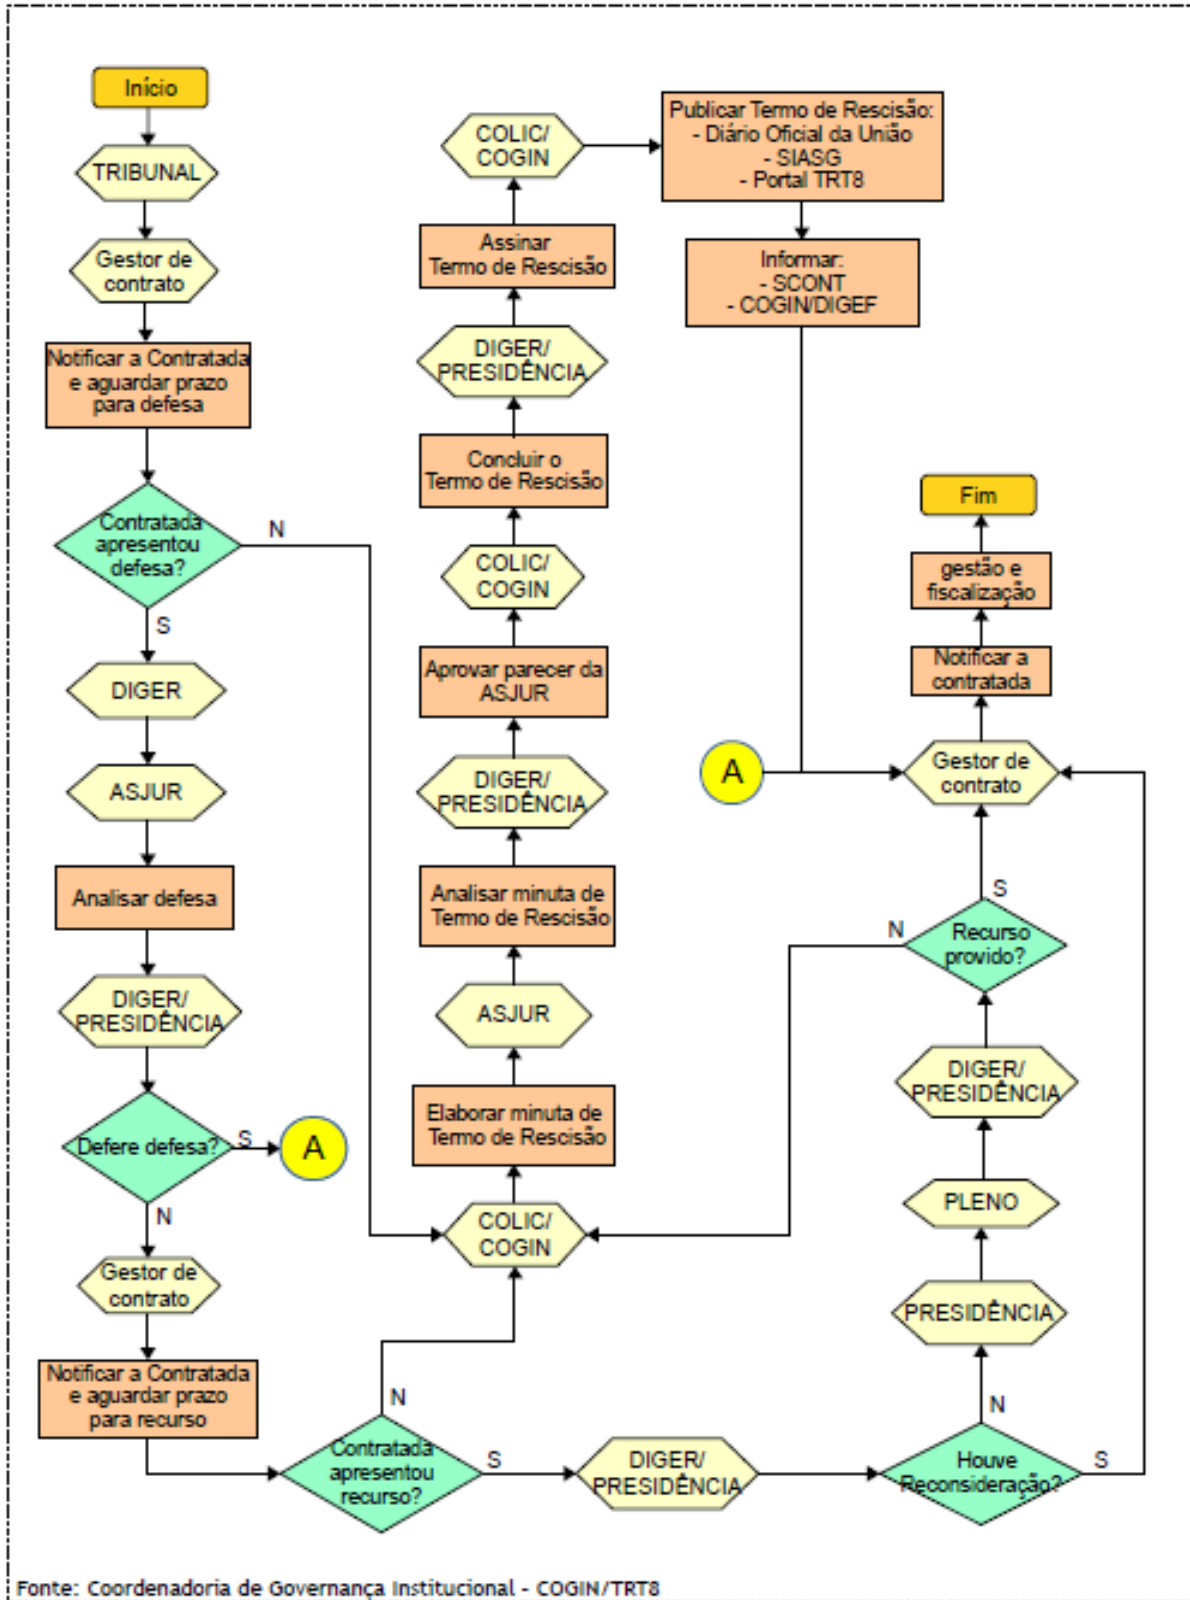 Início
TRIBUNAL
Gestor de
contrato
Notificar a Contratada
e aguardar prazo
para defesa
Contratada
apresentou
defesa?
N
S
DIGER
ASJUR
Analisar defesa
DIGER/
PRESIDÊNCIA
Defere defesa?
S
A
N
Gestor de
contrato
Notificar a Contratada
e aguardar prazo
para recurso
Contratada
apresentou
recurso?
N
S
COLIC/
COGIN
Elaborar minuta de
Termo de Rescisão
ASJUR
Analisar minuta de
Termo de Rescisão
DIGER/
PRESIDÊNCIA
Aprovar parecer da
ASJUR
COLIC/
COGIN
Concluir o
Termo de Rescisão
DIGER/
PRESIDÊNCIA
Assinar
Termo de Rescisão
COLIC/
COGIN
Publicar Termo de Rescisão:
- Diário Oficial da União
- SIASG
- Portal TRT8
Informar:
- SCONT
- COGIN/DIGEF
DIGER/
PRESIDÊNCIA
Houve
Reconsideração?
S
N
PRESIDÊNCIA
PLENO
DIGER/
PRESIDÊNCIA
Recurso
provido?
N
S
A
Gestor de
contrato
Notificar a
contratada
gestão e
fiscalização
Fim
Fonte: Coordenadoria de Governança Institucional - COGIN/TRT8